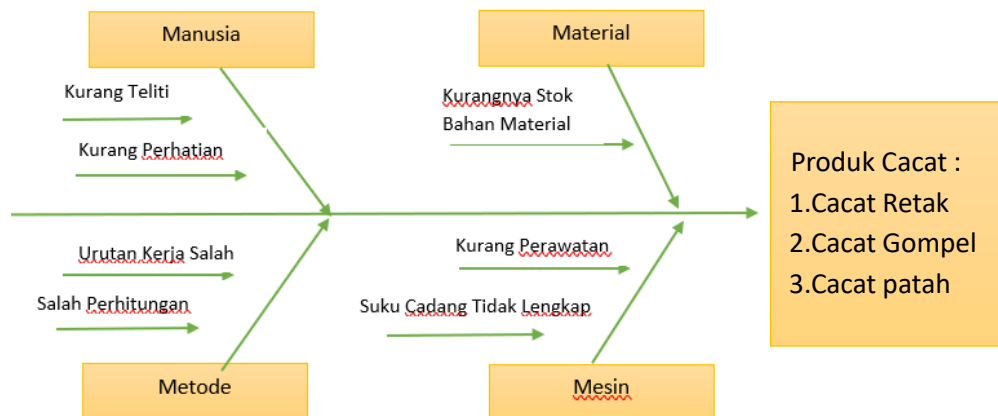 Manusia
Material
Kurang Teliti
Kurang Perhatian
Kurangnya Stok
Bahan Material
Produk Cacat :
1.Cacat Retak
2.Cacat Gompel
3.Cacat patah
Urutan Kerja Salah
Salah Perhitungan
Kurang Perawatan
Suku Cadang Tidak Lengkap
Metode
Mesin